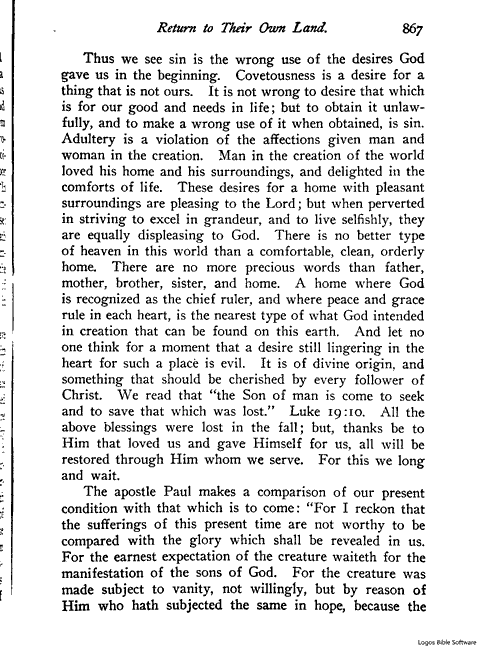 Return to Their Own Land. 867
Thus we see sin is the wrong use of the desires God
gave us in the beginning. Covetousness is a desire for a
thing that is not ours. It is not wrong to desire that which
is for our good and needs in life; but to obtain it unlaw-
fully, and to make a wrong use of it when obtained, is sin.
Adultery is a violation of the affections given man and
woman in the creation. Man in the creation of the world
loved his home and his surroundings, and delighted in the
comforts of life. These desires for a home with pleasant
surroundings are pleasing to the Lord; but when perverted
in striving to excel in grandeur, and to live selfishly, they
are equally displeasing to God. There is no better type
of heaven in this world than a comfortable, clean, orderly
home. There are no more precious words than father,
mother, brother, sister, and home. A home where God
is recognized as the chief ruler, and where peace and grace
rule in each heart, is the nearest type of what God intended
in creation that can be found on this earth. And let no
one think for a moment that a desire still lingering in the
heart for such a place is evil. It is of divine origin, and
something that should be cherished by every follower of
Christ. We read that "the Son of man is come to seek
and to save that which was lost." Luke 19:10. All the
above blessings were lost in the fall; but, thanks be to
Him that loved us and gave Himself for us, all will be
restored through Him whom we serve. For this we long
and wait.
The apostle Paul makes a comparison of our present
condition with that which is to come: "For I reckon that
the sufferings of this present time are not worthy to be
compared with the glory which shall be revealed in us.
For the earnest expectation of the creature waiteth for the
manifestation of the sons of God. For the creature was
made subject to vanity, not willingly, but by reason of
Him who hath subjected the same in hope, because the
Logos Bible Software